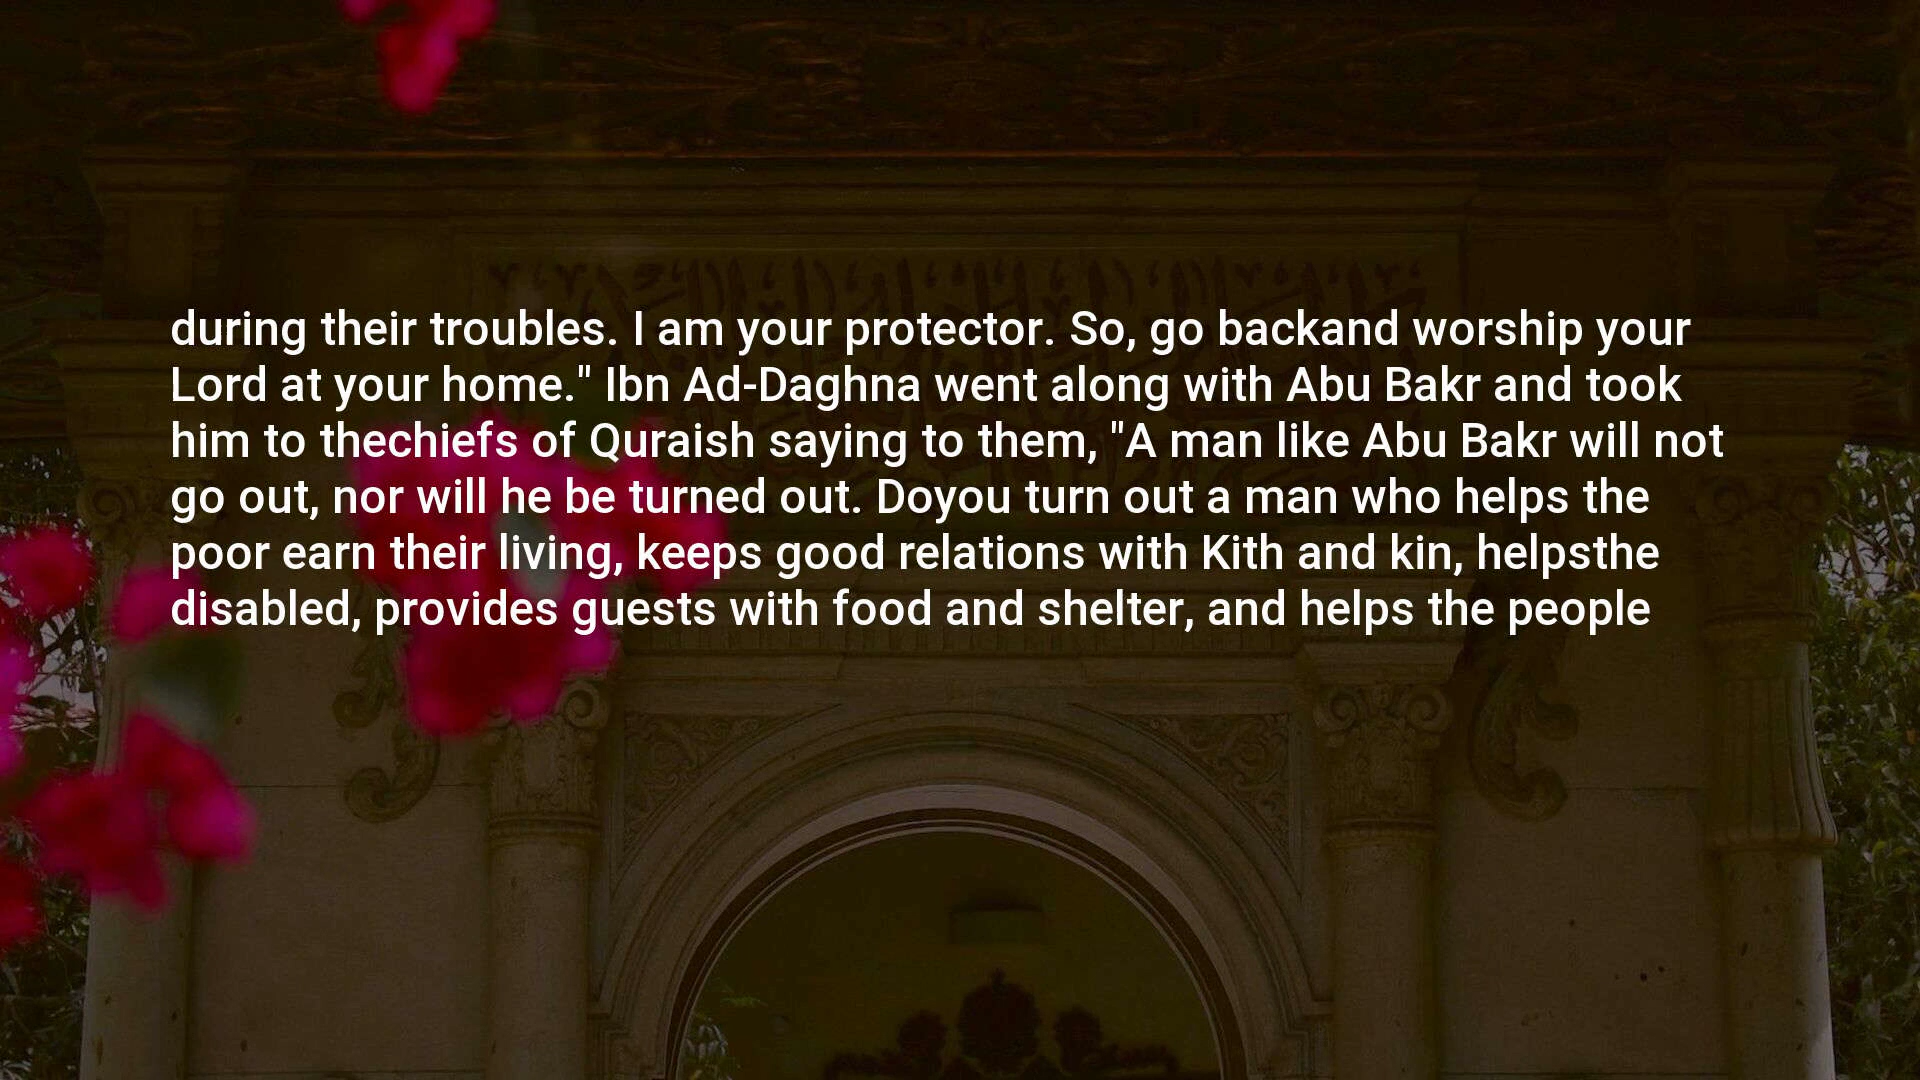 during their troubles. I am your protector. So, go backand worship your
Lord at your home." Ibn Ad-Daghna went along with Abu Bakr and took
him to thechiefs of Quraish saying to them, "A man like Abu Bakr will not
go out, nor will he be turned out. Doyou turn out a man who helps the
poor earn their living, keeps good relations with Kith and kin, helpsthe
disabled, provides guests with food and shelter, and helps the people